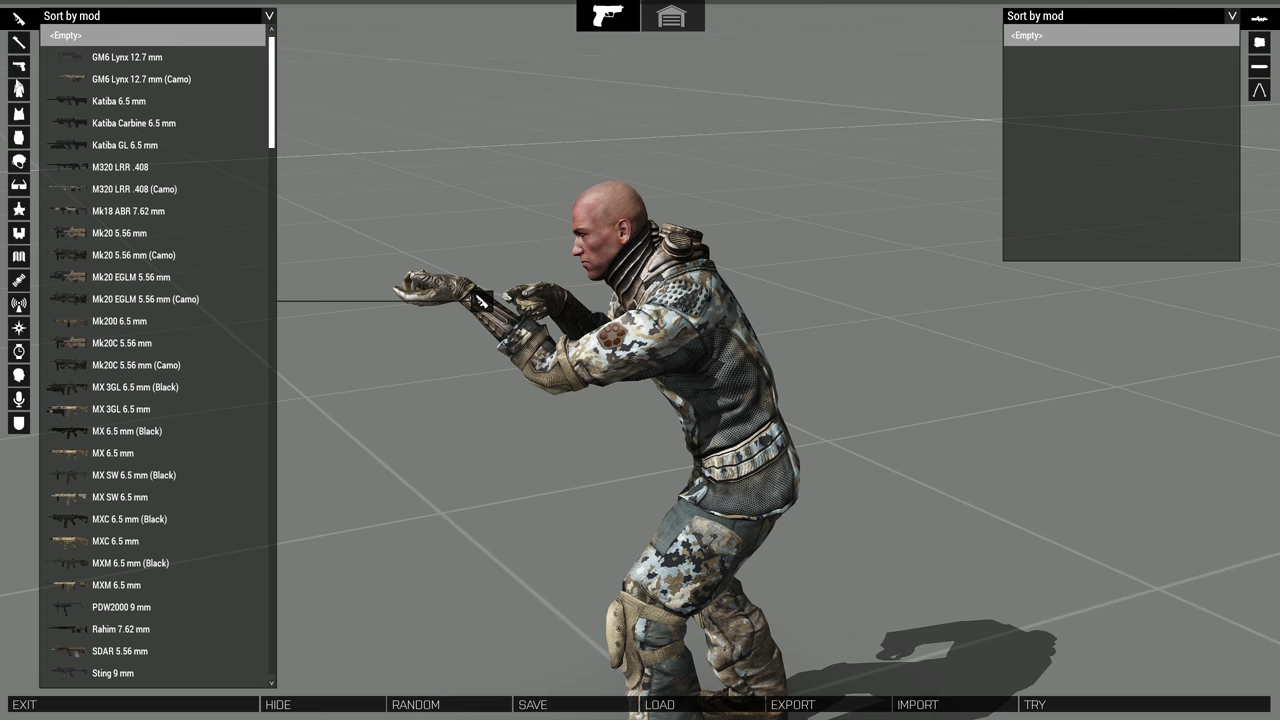 Sort by mod
<Empty>
GM6 Lynx 12.7 mm
GM6 Lynx 12.7 mm (Camo)
Katiba 6.5 mm
Katiba Carbine 6.5 mm
Katiba GL 6.5 mm
M320 LRR .408
M320 LRR .408 (Camo)
Mk18 ABR 7.62 mm
Mk20 5.56 mm
Mk20 5.56 mm (Camo)
Mk20 EGLM 5.56 mm
Mk20 EGLM 5.56 mm (Camo)
Mk200 6.5 mm
Mk20C 5.56 mm
Mk20C 5.56 mm (Camo)
MX 3GL 6.5 mm (Black)
MX 3GL 6.5 mm
MX 6.5 mm (Black)
MX 6.5 mm
MX SW 6.5 mm (Black)
MX SW 6.5 mm
MXC 6.5 mm (Black)
MXC 6.5 mm
MXM 6.5 mm (Black)
MXM 6.5 mm
PDW2000 9 mm
Rahim 7.62 mm
SDAR 5.56 mm
Sting 9 mm
Sort by mod
<Empty>
EXIT
HIDE
RANDOM
SAVE
LOAD
EXPORT
IMPORT
TRY